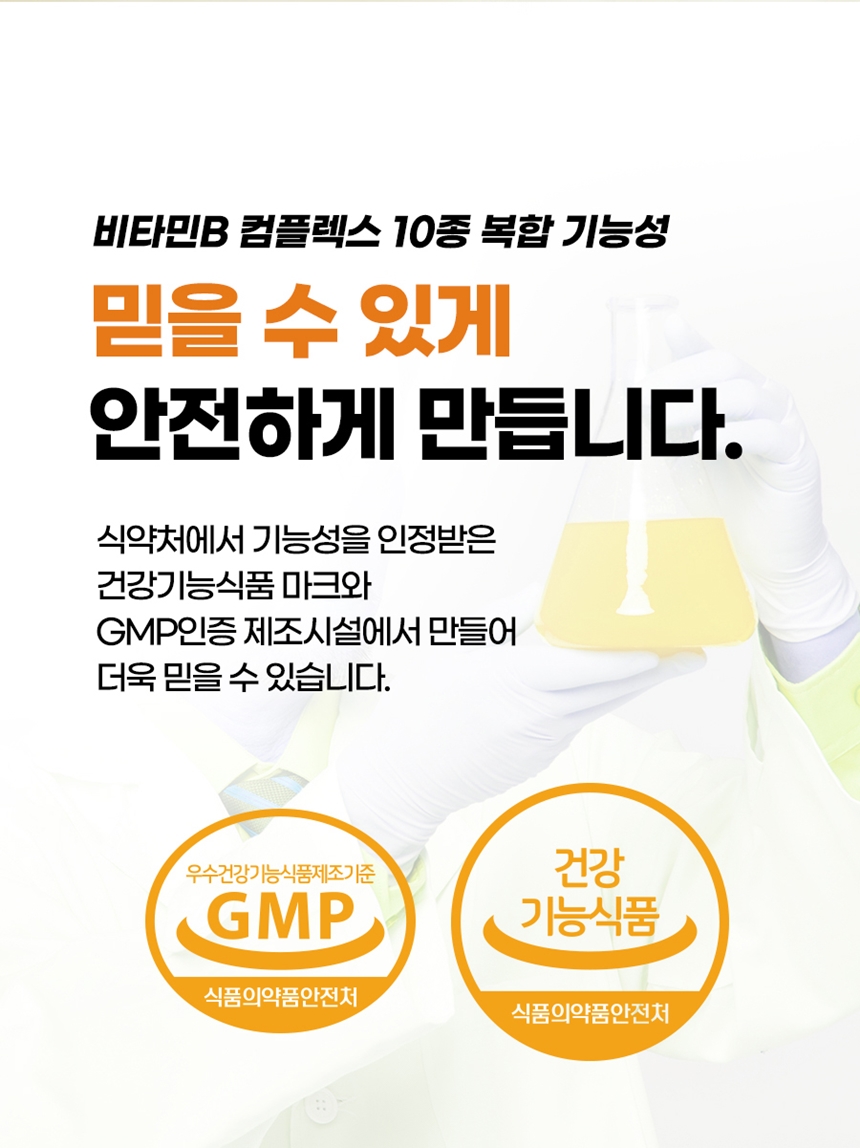 비타민B 컴플렉스 10종 복합 기능성
믿을 수 있게
안전하게 만듭니다.
식약처에서 기능성을 인정받은
건강기능식품 마크와
GMP인증 제조시설에서 만들어
더욱 믿을 수 있습니다.
우수건강기능식품제조기준
GMP
식품의약품안전처
건강
기능식품
식품의약품안전처